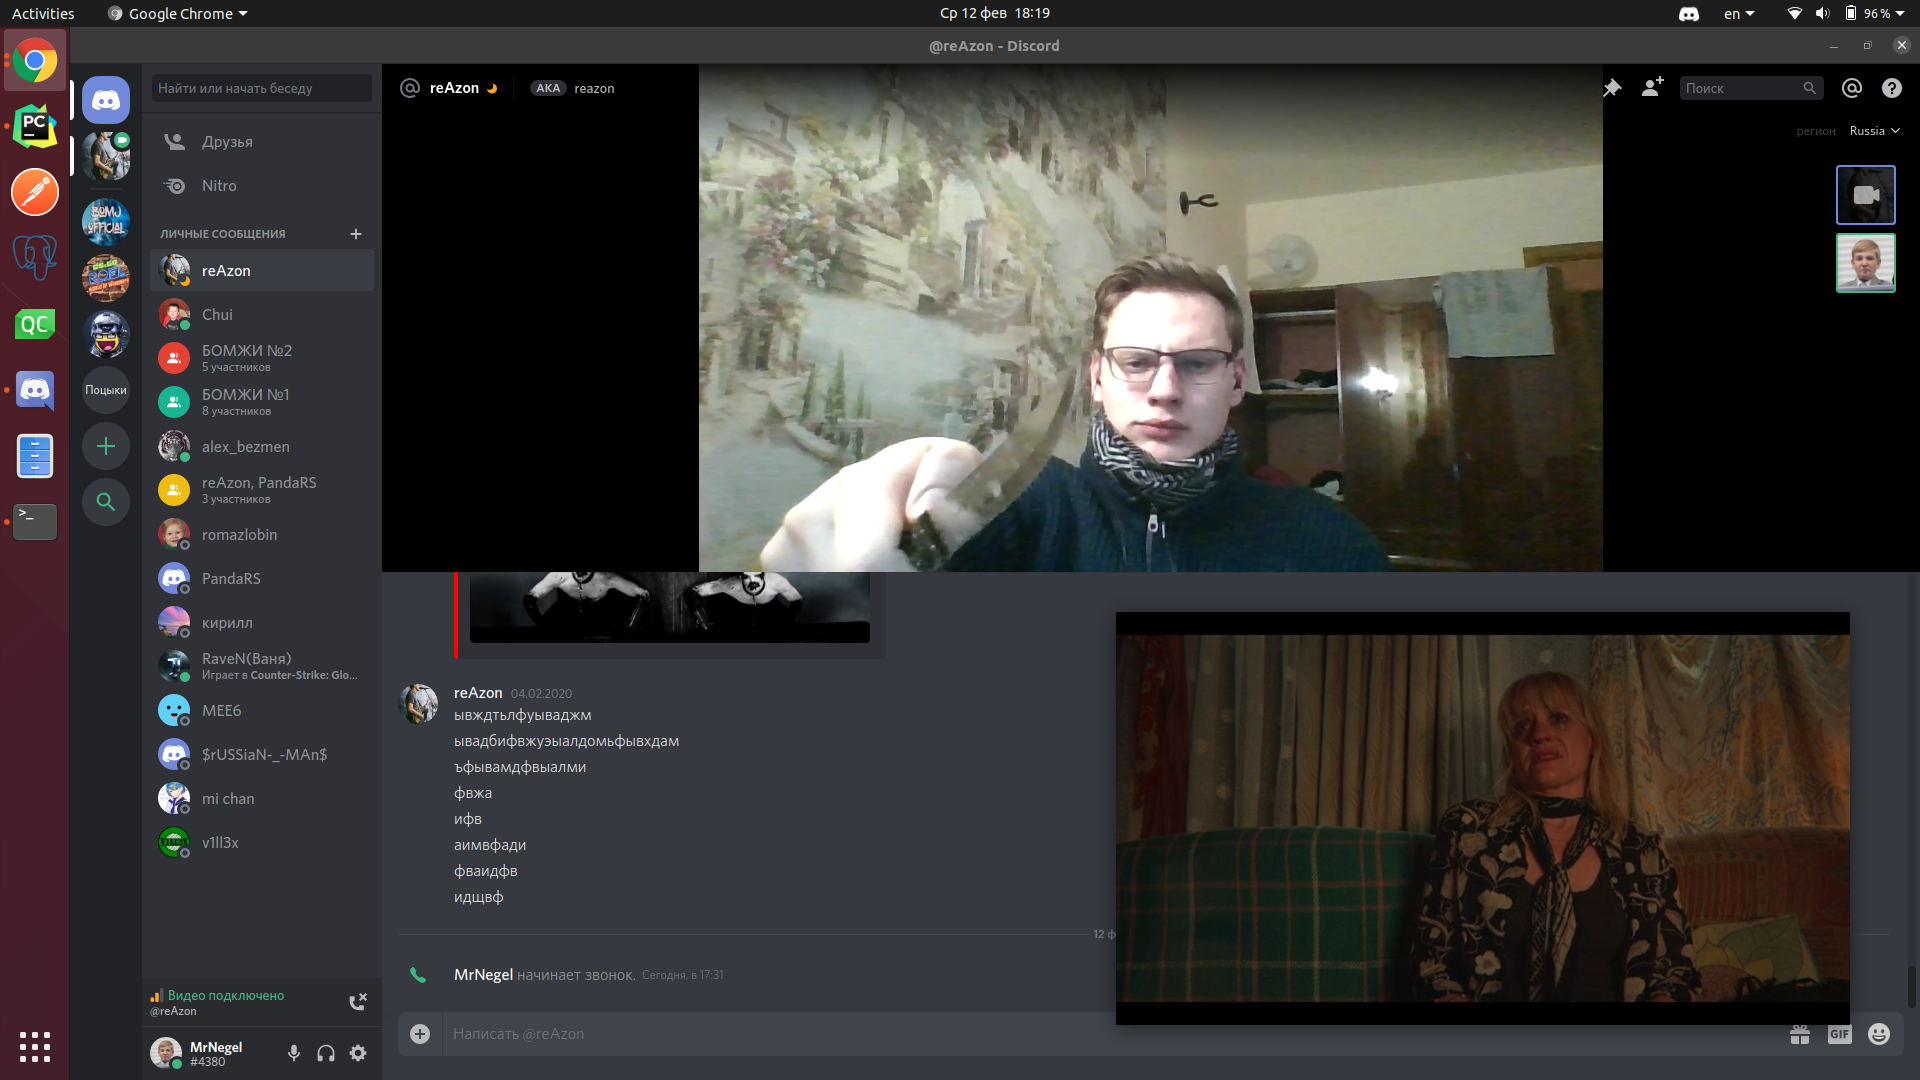 Activities
Google Chrome
Ср 12 фев 18:19
en
96 %
@reAzon - Discord
Найти или начать беседу
reAzon
AKA
reazon
Поиск
регион
Russia
Друзья
Nitro
ЛИЧНЫЕ СООБЩЕНИЯ
reAzon
Chui
БОМЖИ №2
5 участников
БОМЖИ №1
8 участников
alex_bezmen
reAzon, PandaRS
3 участников
romazlobin
PandaRS
кирилл
RaveN(Ваня)
Играет в Counter-Strike: Glo...
MEE6
$rUSSiaN-_-MAn$
mi chan
v1ll3x
PC
QC
>_
BOMJ
OFFICIAL
Поцыки
reAzon 04.02.2020
ывждтьлфуываджм
ывадбифвжуэыалдомьфывхдам
ъфывамдфвыалми
фвжа
ифв
аимвфади
фваидфв
идщвф
12 ф
MrNegel начинает звонок. Сегодня, в 17:31
Видео подключено
@reAzon
MrNegel
#4380
Написать @reAzon
GIF